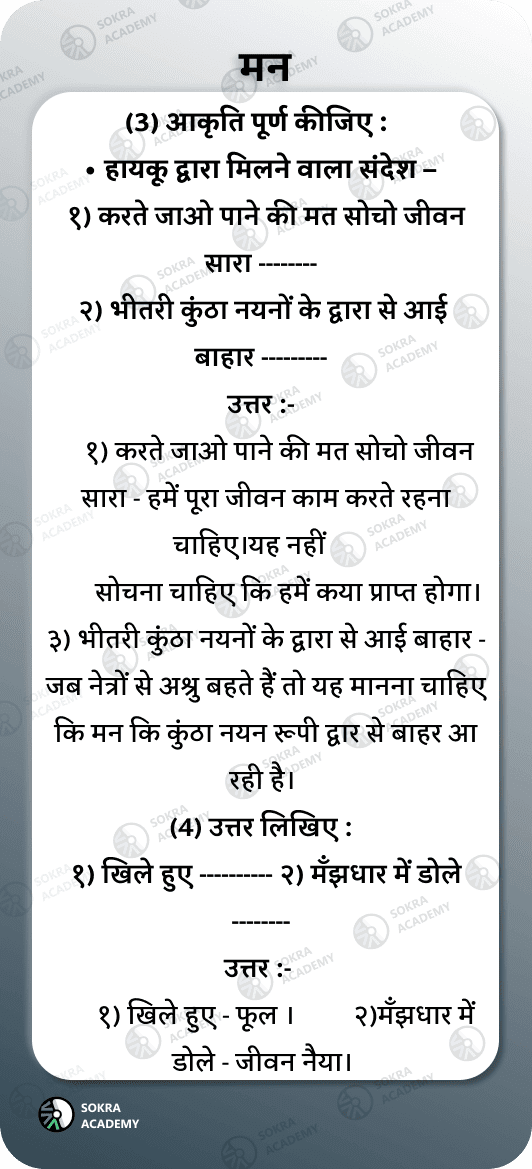 मन
(3) आकृति पूर्ण कीजिए :
• हायकू द्वारा मिलने वाला संदेश –
१) करते जाओ पाने की मत सोचो जीवन
सारा --------
२) भीतरी कुंठा नयनों के द्वारा से आई
बाहार ---------
उत्तर :-
१) करते जाओ पाने की मत सोचो जीवन
सारा - हमें पूरा जीवन काम करते रहना
चाहिए।यह नहीं
सोचना चाहिए कि हमें कया प्राप्त होगा।
३) भीतरी कुंठा नयनों के द्वारा से आई बाहार -
जब नेत्रों से अश्रु बहते हैं तो यह मानना चाहिए
कि मन कि कुंठा नयन रूपी द्वार से बाहर आ
रही है।
(4) उत्तर लिखिए :
१) खिले हुए ---------- २) मँझधार में डोले
--------
उत्तर :-
१) खिले हुए - फूल । २)मँझधार में
डोले - जीवन नैया।
SOKRA
ACADEMY